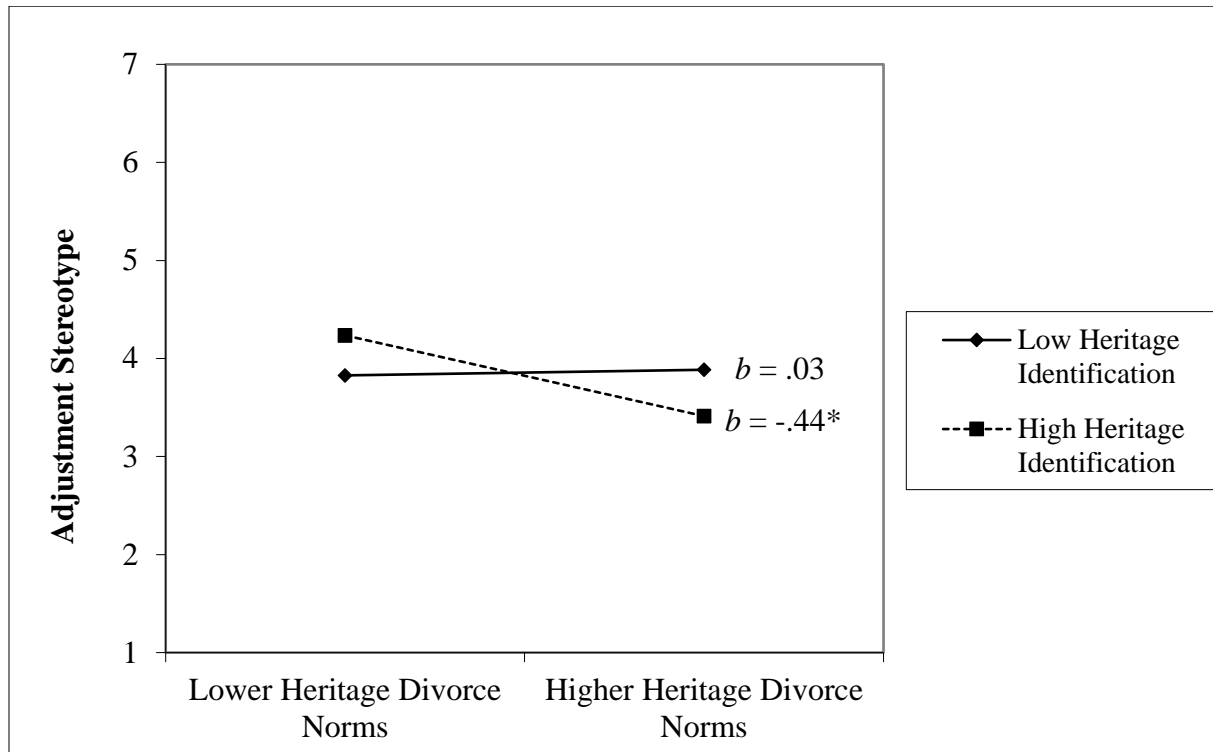 7
6
5
4
3
2
1
Adjustment Stereotype
b = .03
b = -.44*
Lower Heritage Divorce
Norms
Higher Heritage Divorce
Norms
Low Heritage
Identification
High Heritage
Identification